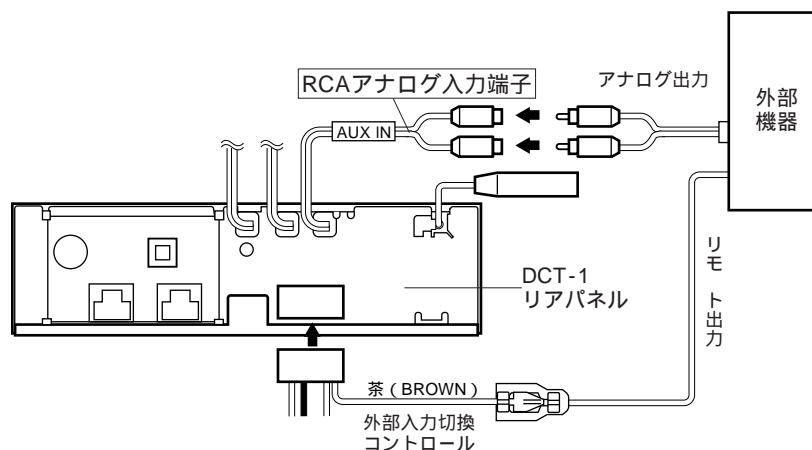 RCAアナログ入力端子
アナログ出力
外部
機器
AUX IN
DCT-1
リアパネル
リモート出力
茶（BROWN）
外部入力切換
コントロール